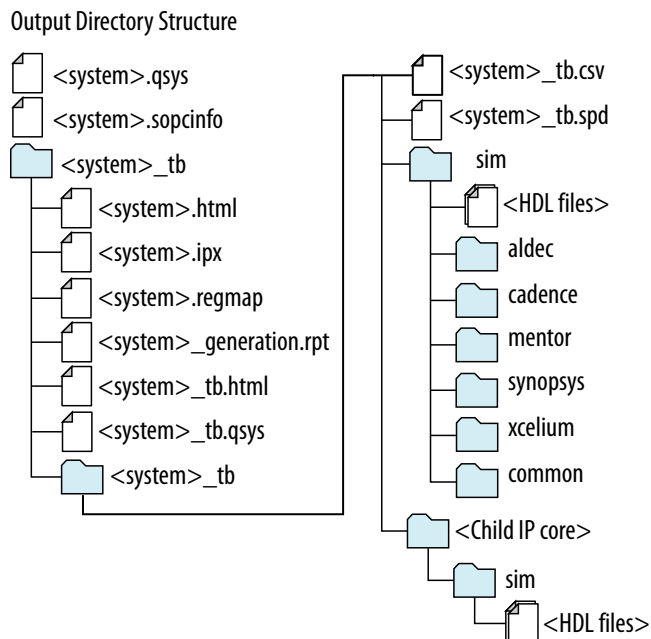 Output Directory Structure
<system>.qsys
<system>.sopcinfo
<system>_tb
<system>.html
<system>.ipx
<system>.regmap
<system>_generation.rpt
<system>_tb.html
<system>_tb.qsys
<system>_tb
<system>_tb.csv
<system>_tb.spd
sim
<HDL files>
aldec
cadence
mentor
synopsys
xcelium
common
<Child IP core>
sim
<HDL files>